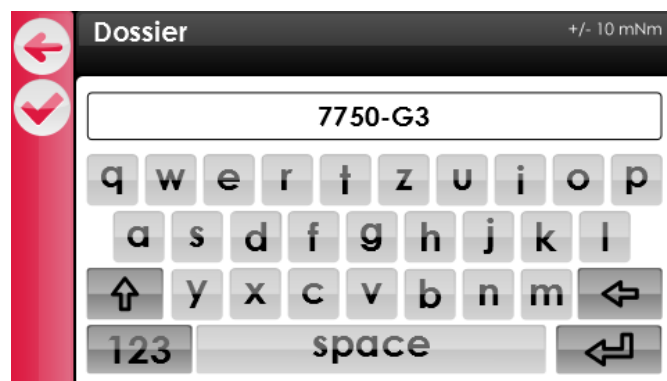 Dossier +/- 10 mNm
7750-G3
q w e r t z u i o p
a s d f g h j k l
y x c v b n m
123 space